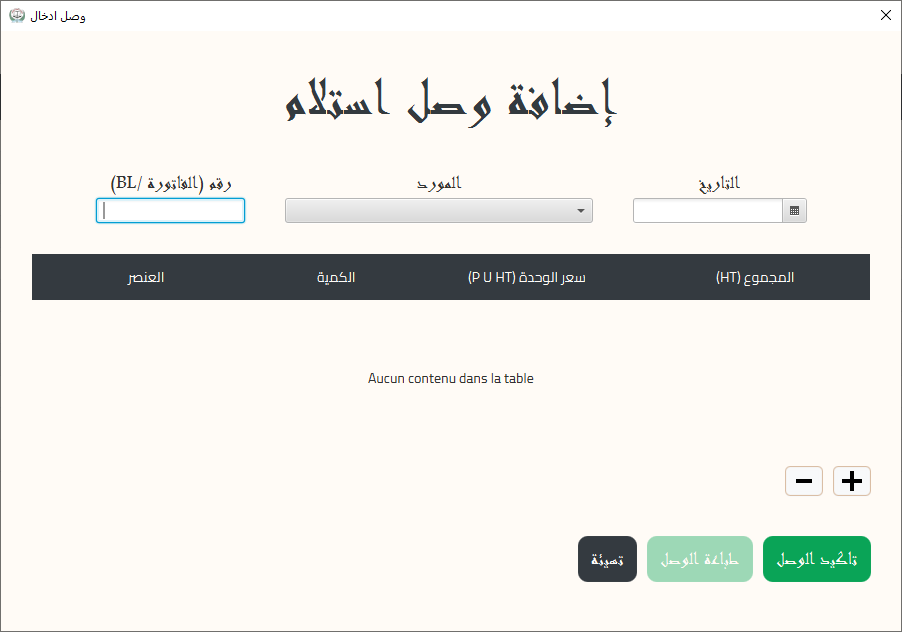 وصل ادخال
إضافة وصل استلام
التاريخ
المورد
رقم (الفاتورة /BL)
العنصر
الكمية
سعر الوحدة (P U HT)
المجموع (HT)
Aucun contenu dans la table
تأكيد الوصل
طباعة الوصل
تهيئة